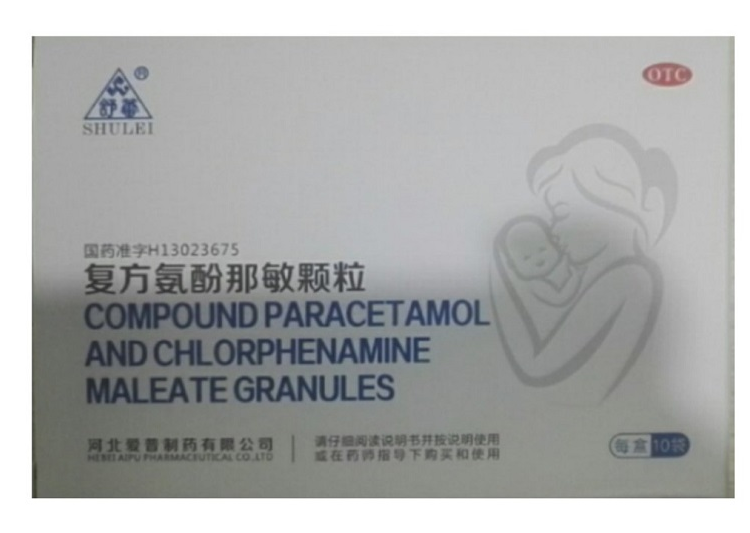 舒蕾®
SHULEI
OTC
国药准字H13023675
复方氨酚那敏颗粒
COMPOUND PARACETAMOL
AND CHLORPHENAMINE
MALEATE GRANULES
河北爱普制药有限公司
HEBEI AIPU PHARMACEUTICAL CO.,LTD
请仔细阅读说明书并按说明使用
或在药师指导下购买和使用
每盒10袋